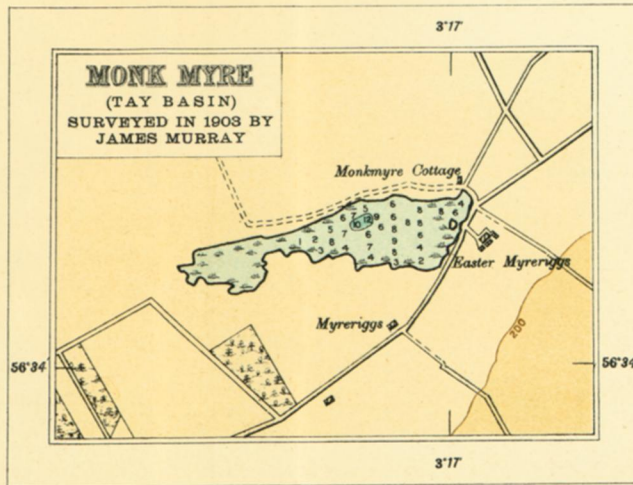 3°17'
MONK MYRE
(TAY BASIN)
SURVEYED IN 1903 BY
JAMES MURRAY
Monkmyre Cottage
Easter Myreriggs
Myreriggs
200
56°34'
56°34'
3°17'